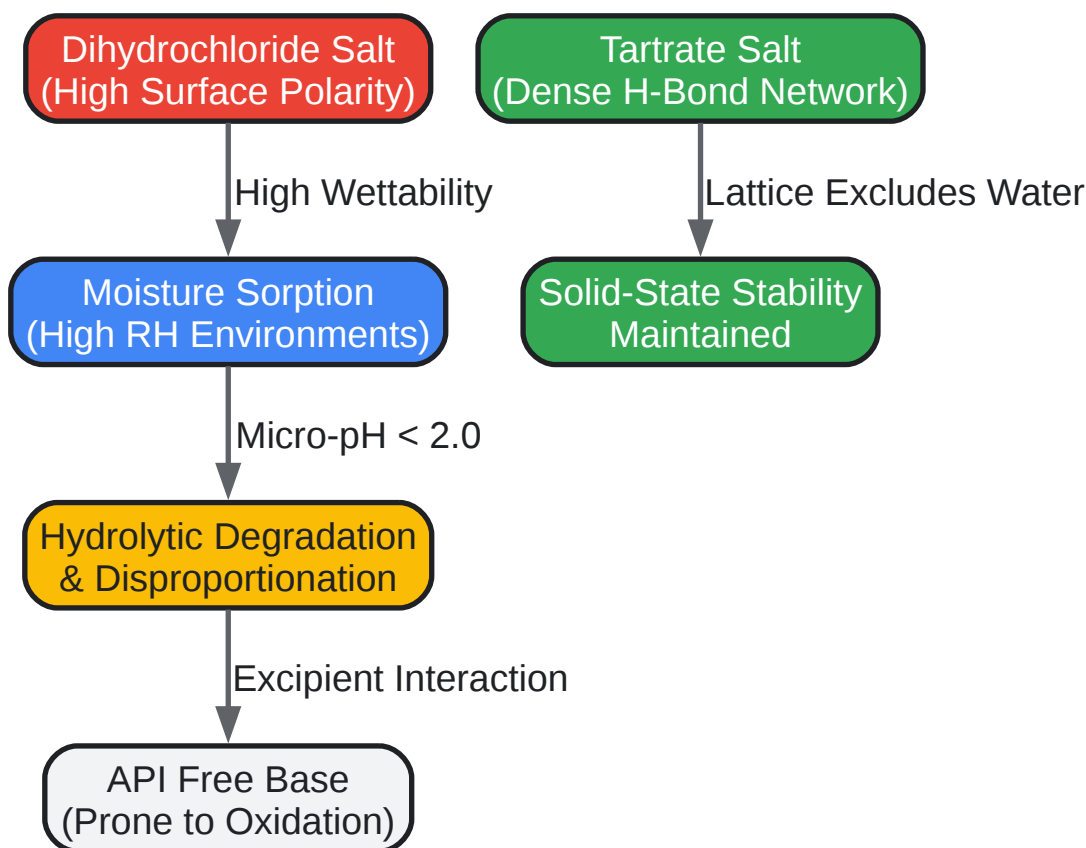 Dihydrochloride Salt
(High Surface Polarity)
Tartrate Salt
(Dense H-Bond Network)
High Wettability
Lattice Excludes Water
Moisture Sorption
(High RH Environments)
Solid-State Stability
Maintained
Micro-pH < 2.0
Hydrolytic Degradation
& Disproportionation
Excipient Interaction
API Free Base
(Prone to Oxidation)